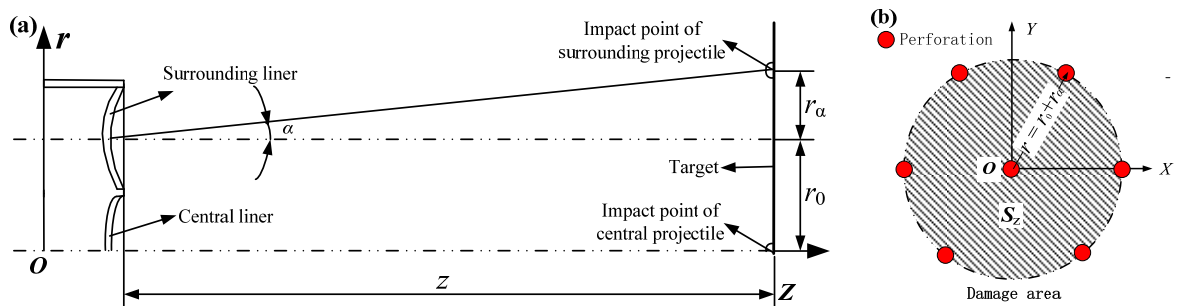 (a)
r
Surrounding liner
α
Central liner
O
z
Z
Impact point of
surrounding projectile
rα
Target
r0
Impact point of
central projectile
(b)
Perforation
Y
r = r0+rα
O
X
Sz
Damage area